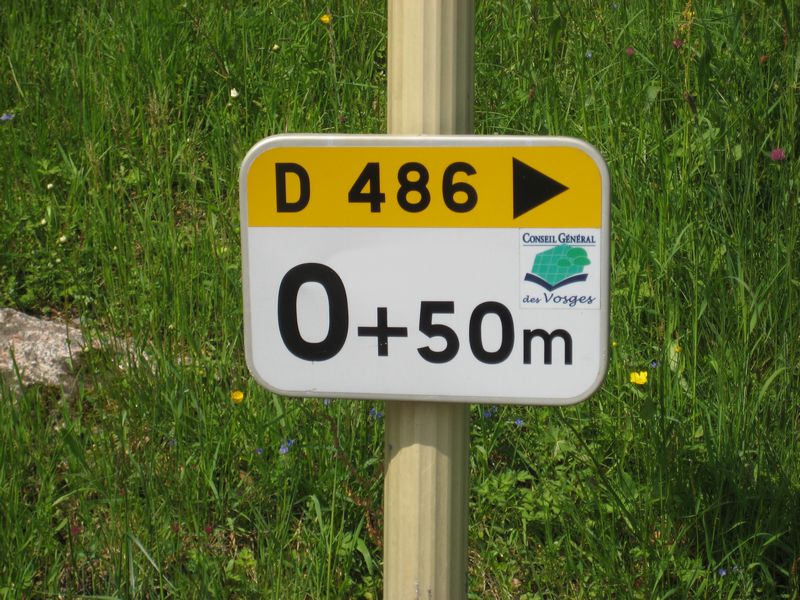 D 486 ►
CONSEIL GÉNÉRAL
des Vosges
0+50m